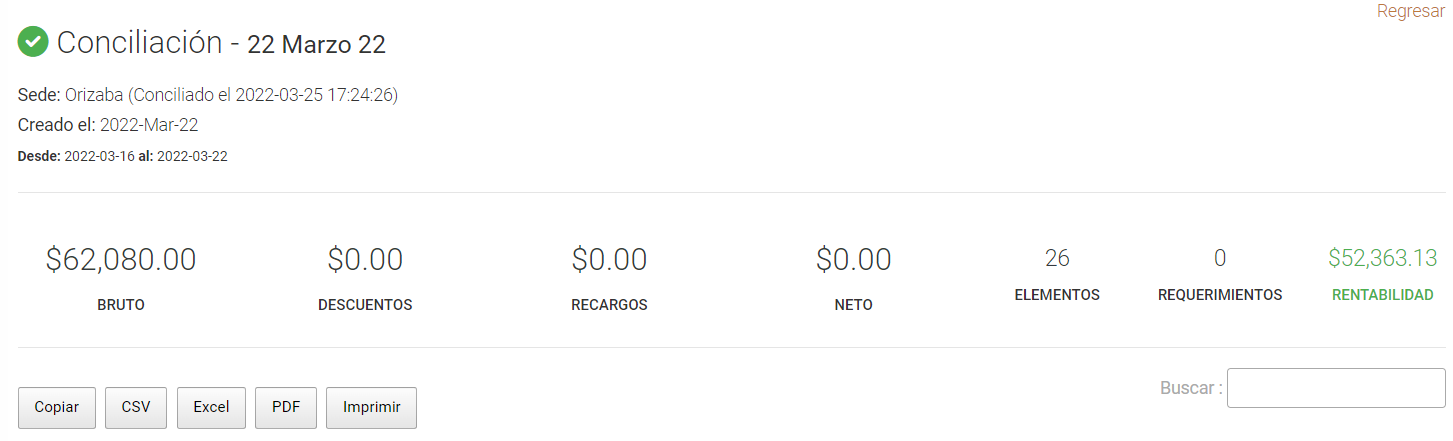 Regresar
Conciliación - 22 Marzo 22
Sede: Orizaba (Conciliado el 2022-03-25 17:24:26)
Creado el: 2022-Mar-22
Desde: 2022-03-16 al: 2022-03-22
$62,080.00 $0.00 $0.00 $0.00 26 0 $52,363.13
BRUTO DESCUENTOS RECARGOS NETO ELEMENTOS REQUERIMIENTOS RENTABILIDAD
Copiar CSV Excel PDF Imprimir Buscar :